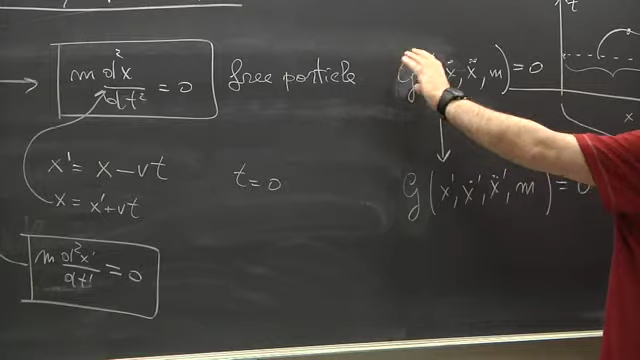 m d²x/dt² = 0 free particle
x' = x − vt
x = x' + vt
t = 0
m d²x'/dt' = 0
ẋ, ẍ, m) = 0
G(x', ẋ', ẍ', m) = 0
t
x